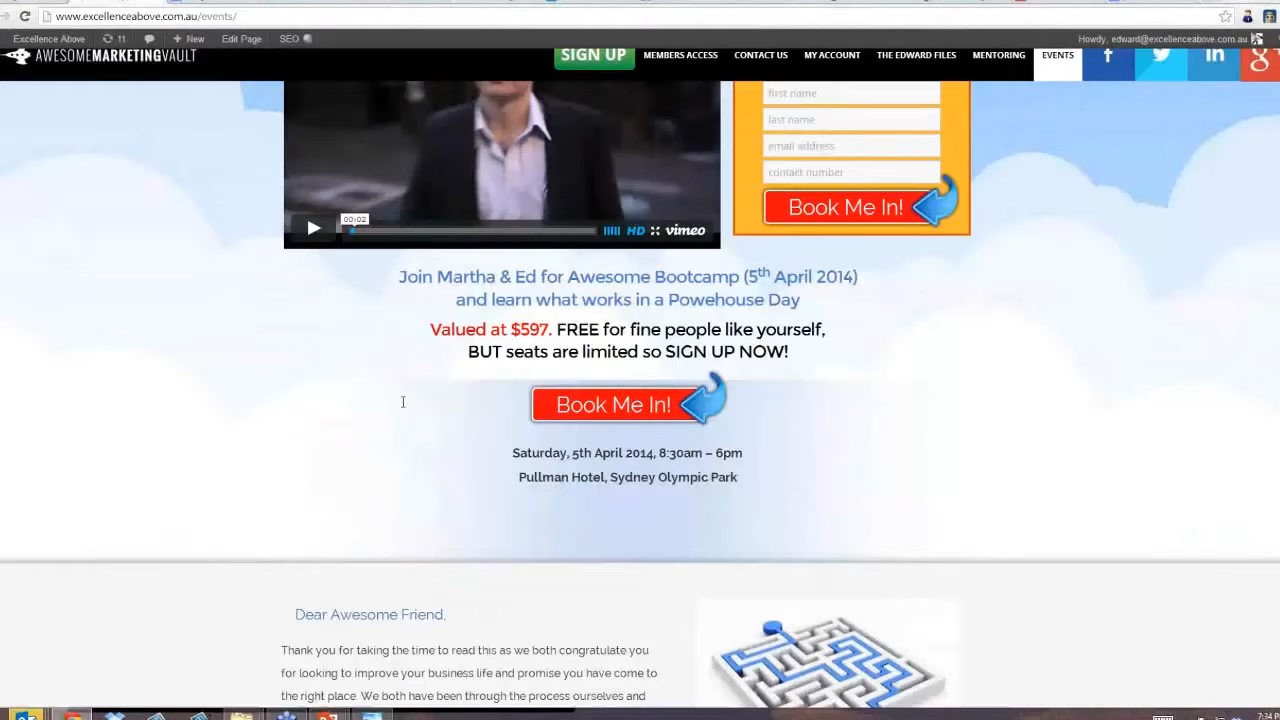 www.excellenceabove.com.au/events/
Excellence Above 11 + New Edit Page SEO Howdy, edward@excellenceabove.com.au
AWESOMEMARKETINGVAULT SIGN UP MEMBERS ACCESS CONTACT US MY ACCOUNT THE EDWARD FILES MENTORING EVENTS
first name
last name
email address
contact number
Book Me In!
00:02
HD vimeo
Join Martha & Ed for Awesome Bootcamp (5th April 2014)
and learn what works in a Powehouse Day
Valued at $597. FREE for fine people like yourself,
BUT seats are limited so SIGN UP NOW!
Book Me In!
Saturday, 5th April 2014, 8:30am – 6pm
Pullman Hotel, Sydney Olympic Park
Dear Awesome Friend,
Thank you for taking the time to read this as we both congratulate you
for looking to improve your business life and promise you have come to
the right place. We both have been through the process ourselves and